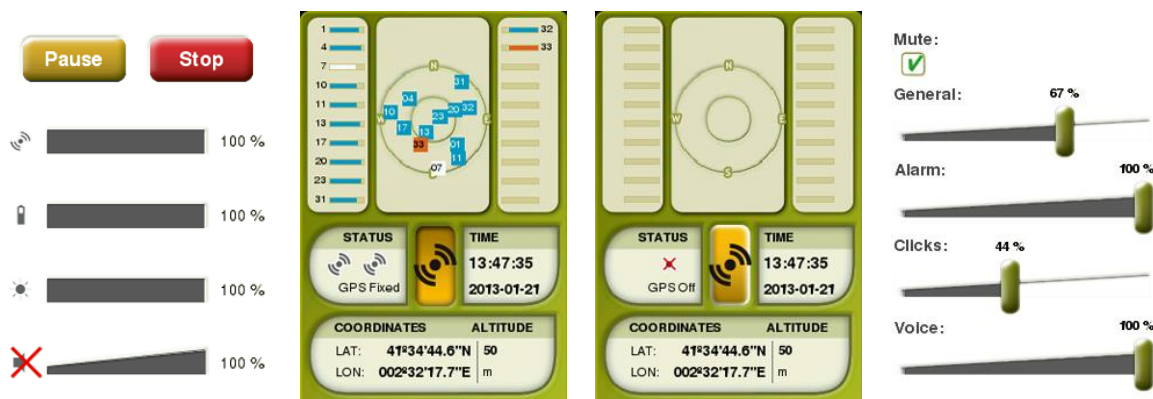 Pause
Stop
100 %
100 %
100 %
100 %
1
4
7
10
11
13
17
20
23
31
32
33
N
W
E
31
04
10
20
32
23
17
13
33
01
11
07
STATUS
GPS Fixed
TIME
13:47:35
2013-01-21
COORDINATES
ALTITUDE
LAT: 41º34'44.6"N
50
LON: 002º32'17.7"E
m
N
W
E
S
STATUS
GPS Off
TIME
13:47:35
2013-01-21
COORDINATES
ALTITUDE
LAT: 41º34'44.6"N
50
LON: 002º32'17.7"E
m
Mute:
General:
67 %
Alarm:
100 %
Clicks:
44 %
Voice:
100 %